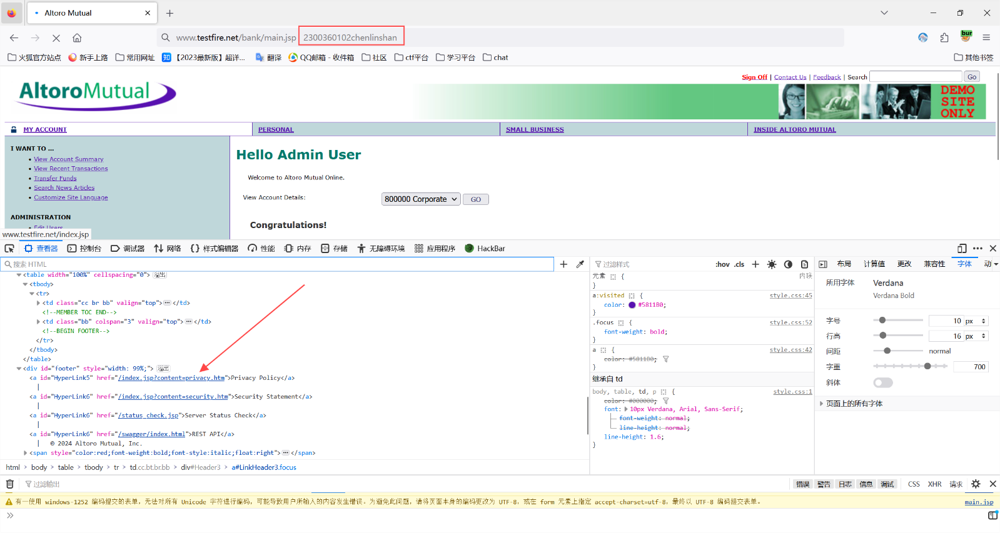 Altoro Mutual
www.testfire.net/bank/main.jsp 2300360102chenlinshan
bur
火狐官方站点 新手上路 常用网址 知 【2023最新版】超详... 翻译 QQ邮箱 - 收件箱 社区 ctf平台 学习平台 chat 其他书签
Sign Off | Contact Us | Feedback | Search Go
AltoroMutual
DEMO
SITE
ONLY
MY ACCOUNT PERSONAL SMALL BUSINESS INSIDE ALTORO MUTUAL
I WANT TO ...
• View Account Summary
• View Recent Transactions
• Transfer Funds
• Search News Articles
• Customize Site Language
ADMINISTRATION
• Edit Users
www.testfire.net/index.jsp
Hello Admin User
Welcome to Altoro Mutual Online.
View Account Details: 800000 Corporate GO
Congratulations!
查看器 控制台 调试器 网络 样式编辑器 性能 内存 存储 无障碍环境 应用程序 HackBar
搜索 HTML
<table width="100%" cellspacing="0"> 溢出
<tbody>
<tr>
<td class="cc br bb" valign="top">···</td>
<!--MEMBER TOC END-->
<td class="bb" colspan="3" valign="top">···</td>
<!--BEGIN FOOTER-->
</tr>
</tbody>
</table>
<div id="footer" style="width: 99%;"> 溢出
<a id="HyperLink5" href="/index.jsp?content=privacy.htm">Privacy Policy</a>
|
<a id="HyperLink6" href="/index.jsp?content=security.htm">Security Statement</a>
|
<a id="HyperLink6" href="/status_check.jsp">Server Status Check</a>
|
<a id="HyperLink6" href="/swagger/index.html">REST API</a>
| © 2024 Altoro Mutual, Inc.
<span style="color:red;font-weight:bold;font-style:italic;float:right">···</span>
html > body > table > tbody > tr > td.cc.bt.br.bb > div#Header3 > a#LinkHeader3.focus
过滤样式 :hov .cls +
元素 { 内联
}
a:visited { style.css:45
color: #5811B0;
}
.focus { style.css:52
font-weight: bold;
}
a { style.css:42
color: #5811B0;
}
继承自 td
body, table, td, p { style.css:1
color: #000000;
font: 10px Verdana, Arial, Sans-Serif;
font-weight: normal;
line-height: normal;
line-height: 1.6;
}
布局 计算值 更改 兼容性 字体 动
所用字体 Verdana
Verdana Bold
字号 10 px
行高 16 px
间距 normal
字重 700
斜体
页面上的所有字体
过滤输出 错误 警告 日志 信息 调试 CSS XHR 请求
有一使用 windows-1252 编码提交的表单，无法对所有 Unicode 字符进行编码，可能导致用户所输入的内容发生错误。为避免此问题，请将页面本身的编码更改为 UTF-8，或在 form 元素上指定 accept-charset=utf-8，最终以 UTF-8 编码提交表单。 main.jsp